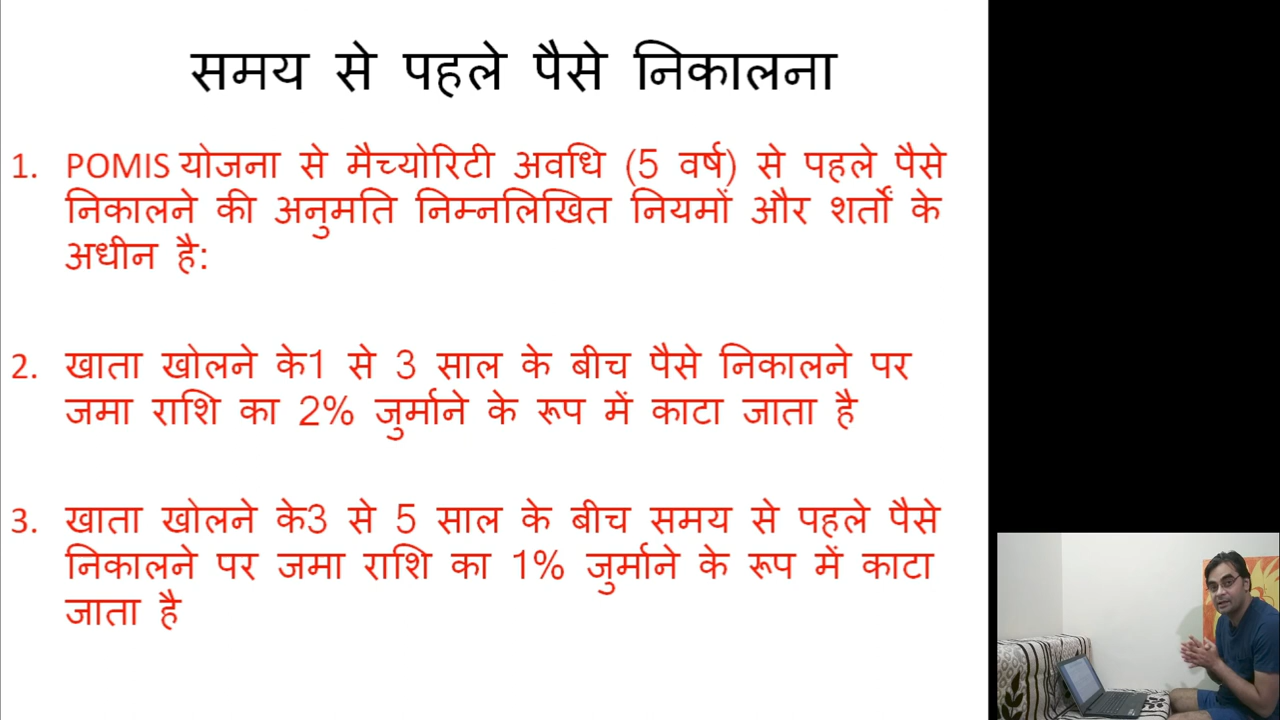 समय से पहले पैसे निकालना
1. POMIS योजना से मैच्योरिटी अवधि (5 वर्ष) से पहले पैसे
निकालने की अनुमति निम्नलिखित नियमों और शर्तों के
अधीन है:
2. खाता खोलने के1 से 3 साल के बीच पैसे निकालने पर
जमा राशि का 2% जुर्माने के रूप में काटा जाता है
3. खाता खोलने के3 से 5 साल के बीच समय से पहले पैसे
निकालने पर जमा राशि का 1% जुर्माने के रूप में काटा
जाता है